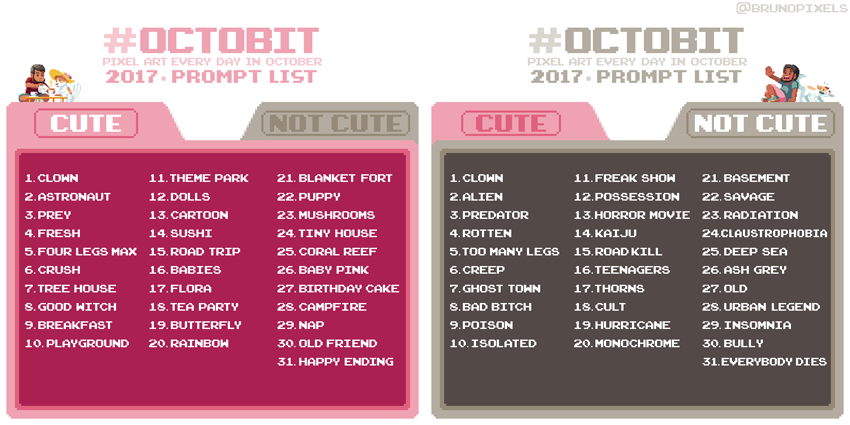 @BRUNOPIXELS
#OCTOBIT
PIXEL ART EVERY DAY IN OCTOBER
2017. PROMPT LIST
CUTE
NOT CUTE
1. CLOWN
2. ASTRONAUT
3. PREY
4. FRESH
5. FOUR LEGS MAX
6. CRUSH
7. TREE HOUSE
8. GOOD WITCH
9. BREAKFAST
10. PLAYGROUND
11. THEME PARK
12. DOLLS
13. CARTOON
14. SUSHI
15. ROAD TRIP
16. BABIES
17. FLORA
18. TEA PARTY
19. BUTTERFLY
20. RAINBOW
21. BLANKET FORT
22. PUPPY
23. MUSHROOMS
24. TINY HOUSE
25. CORAL REEF
26. BABY PINK
27. BIRTHDAY CAKE
28. CAMPFIRE
29. NAP
30. OLD FRIEND
31. HAPPY ENDING
#OCTOBIT
PIXEL ART EVERY DAY IN OCTOBER
2017. PROMPT LIST
CUTE
NOT CUTE
1. CLOWN
2. ALIEN
3. PREDATOR
4. ROTTEN
5. TOO MANY LEGS
6. CREEP
7. GHOST TOWN
8. BAD BITCH
9. POISON
10. ISOLATED
11. FREAK SHOW
12. POSSESSION
13. HORROR MOVIE
14. KAIJU
15. ROAD KILL
16. TEENAGERS
17. THORNS
18. CULT
19. HURRICANE
20. MONOCHROME
21. BASEMENT
22. SAVAGE
23. RADIATION
24. CLAUSTROPHOBIA
25. DEEP SEA
26. ASH GREY
27. OLD
28. URBAN LEGEND
29. INSOMNIA
30. BULLY
31. EVERYBODY DIES